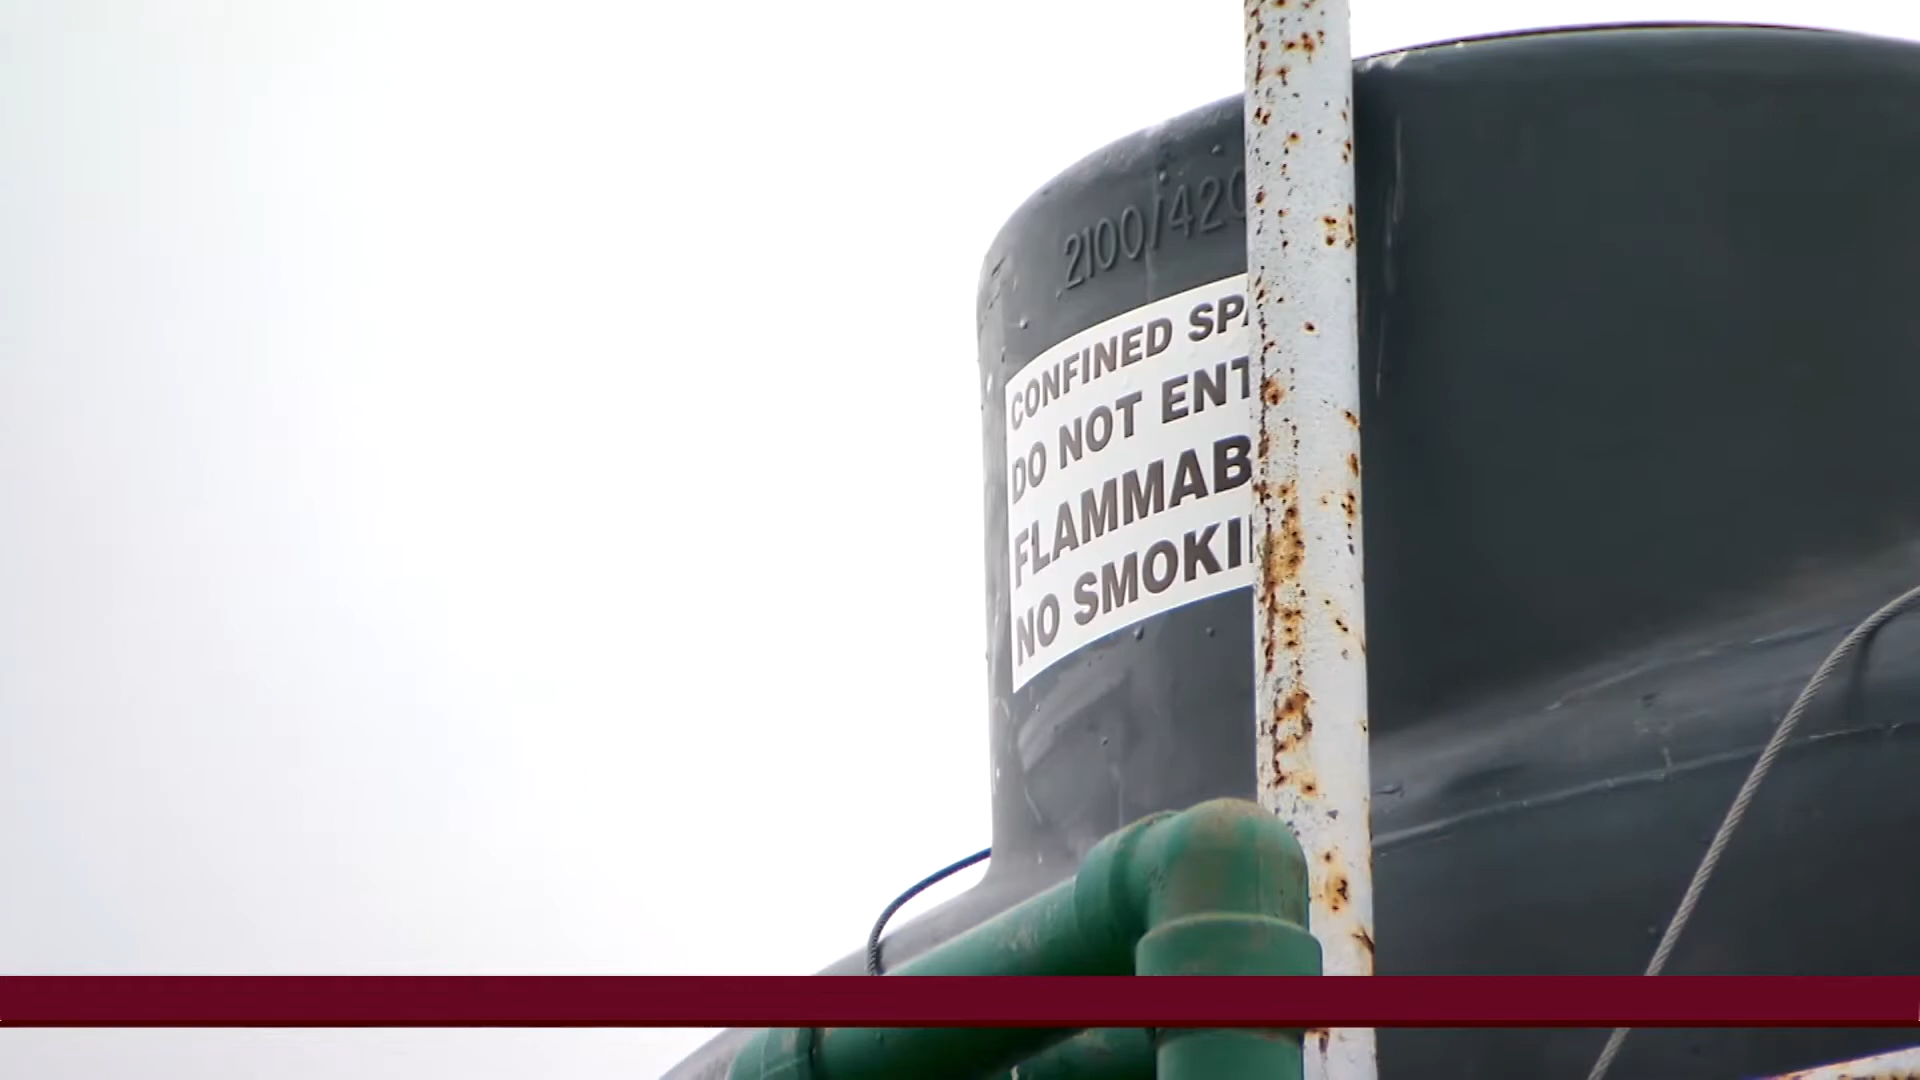 2100/420
CONFINED SPA
DO NOT ENT
FLAMMAB
NO SMOKI